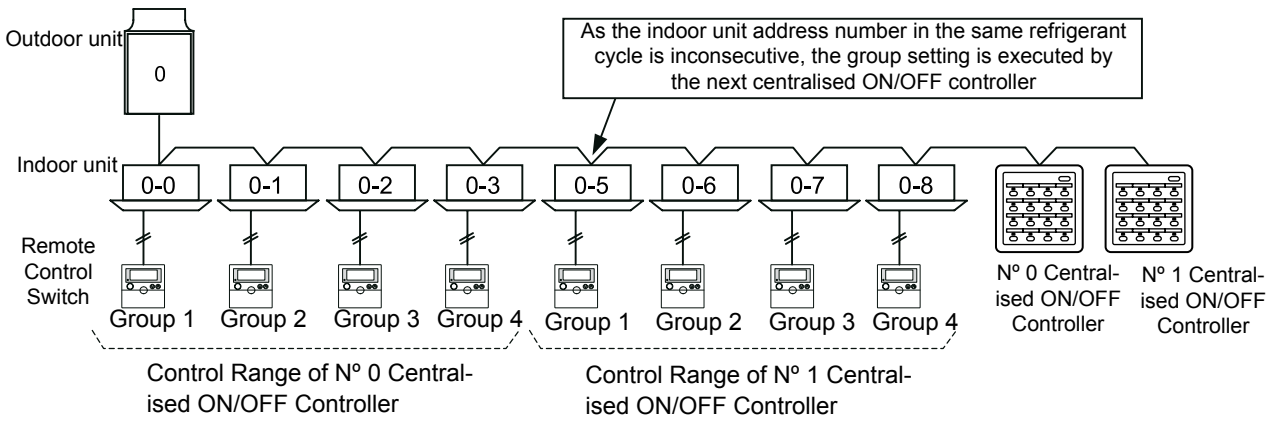 As the indoor unit address number in the same refrigerant
cycle is inconsecutive, the group setting is executed by
the next centralised ON/OFF controller
Outdoor unit
0
Indoor unit
0-0 0-1 0-2 0-3 0-5 0-6 0-7 0-8
Remote
Control
Switch
Group 1 Group 2 Group 3 Group 4 Group 1 Group 2 Group 3 Group 4
Nº 0 Central-
ised ON/OFF
Controller
Nº 1 Central-
ised ON/OFF
Controller
Control Range of Nº 0 Central-
ised ON/OFF Controller
Control Range of Nº 1 Central-
ised ON/OFF Controller